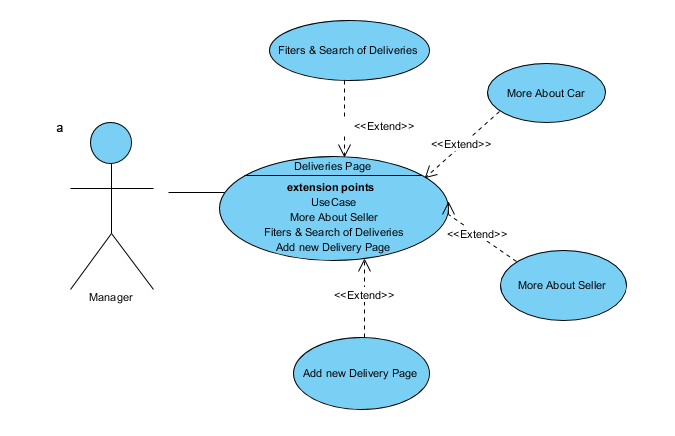 Fiters & Search of Deliveries
More About Car
a
<<Extend>>
<<Extend>>
Deliveries Page
extension points
UseCase
More About Seller
Fiters & Search of Deliveries
Add new Delivery Page
<<Extend>>
More About Seller
Manager
<<Extend>>
Add new Delivery Page